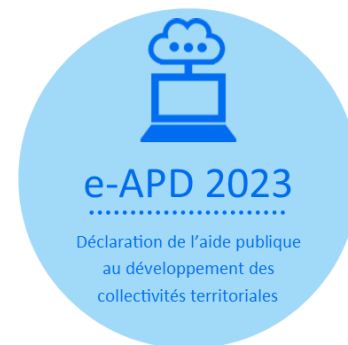 e-APD 2023
Déclaration de l’aide publique
au développement des
collectivités territoriales